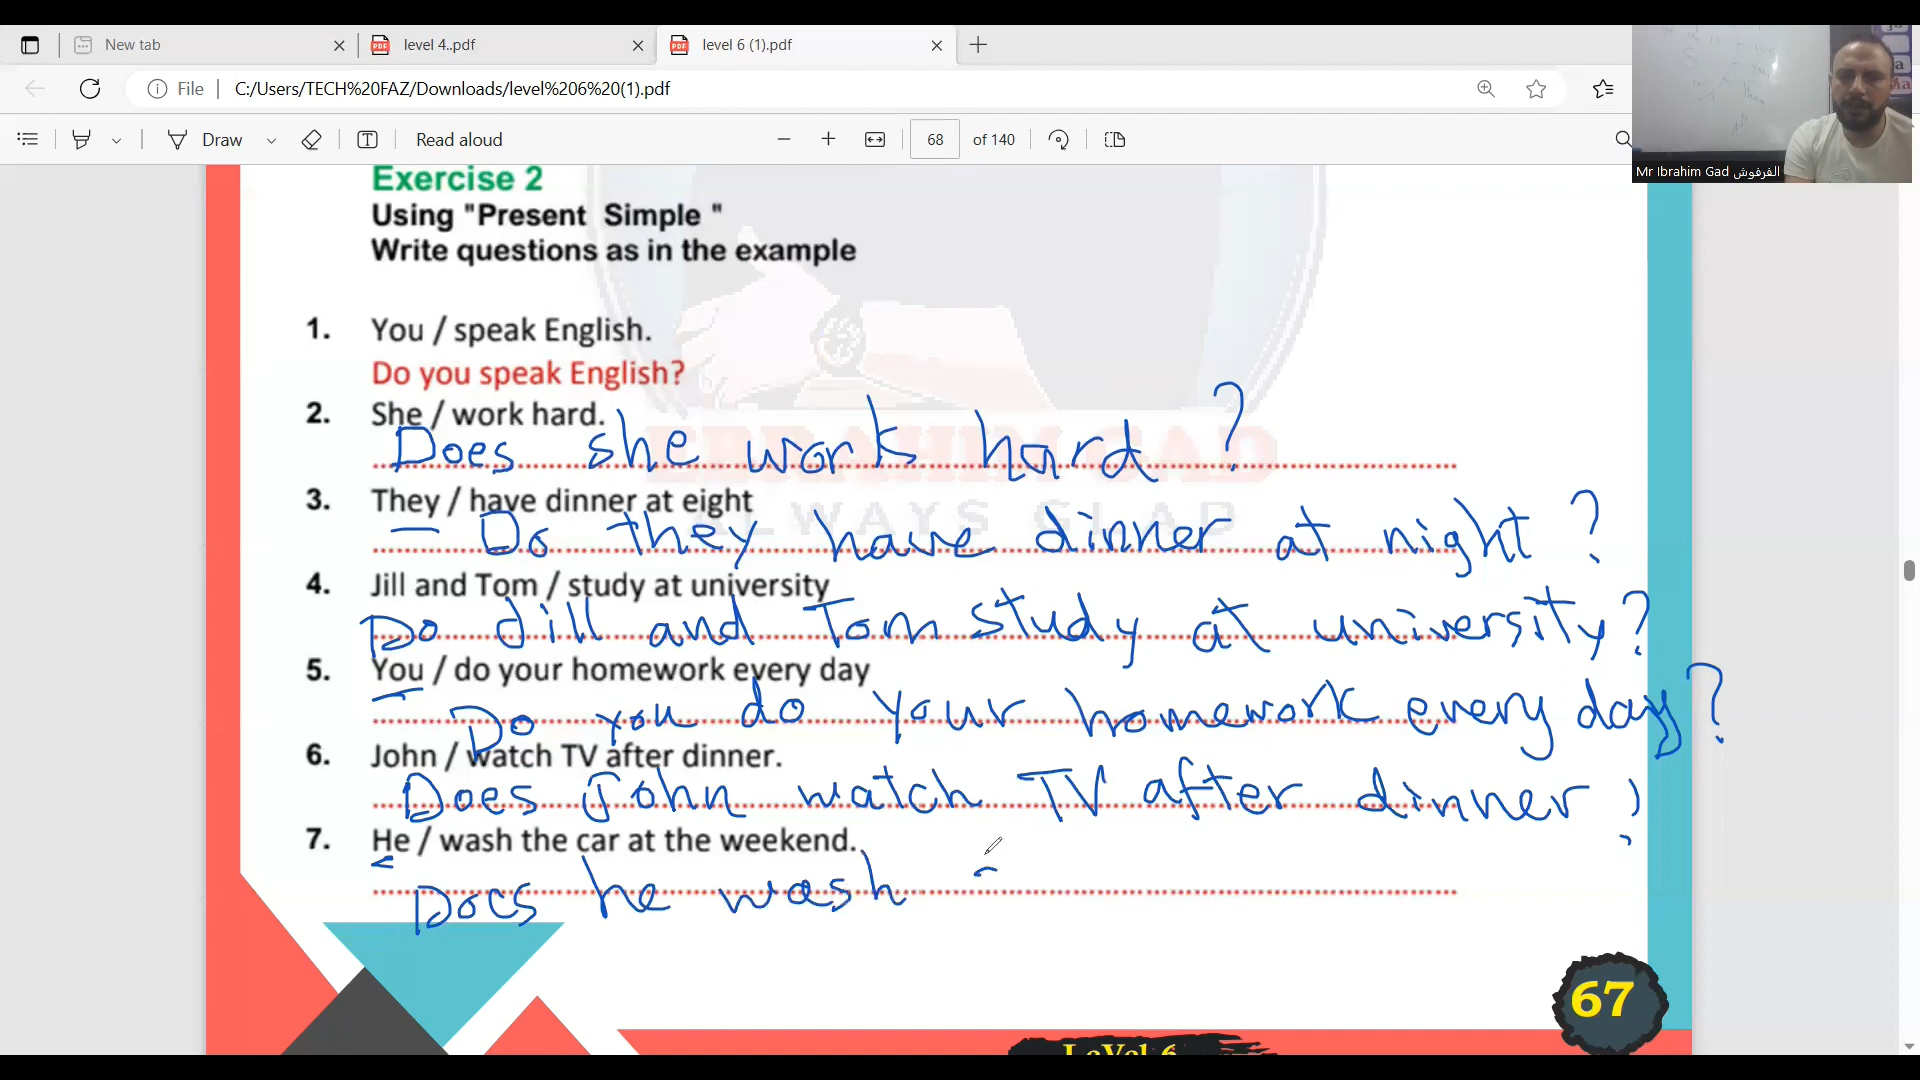 New tab
level 4..pdf
level 6 (1).pdf
File
C:/Users/TECH%20FAZ/Downloads/level%206%20(1).pdf
Draw
Read aloud
68
of 140
Mr Ibrahim Gad الفرفوش
Exercise 2
Using "Present Simple "
Write questions as in the example
1. You / speak English.
Do you speak English?
2. She / work hard.
Does she work hard ?
EBRAHIM GAD
3. They / have dinner at eight
ALWAYS GLAD
– Do they have dinner at night ?
4. Jill and Tom / study at university
Do Jill and Tom study at university?
5. You / do your homework every day
– Do you do your homework every day?
6. John / watch TV after dinner.
Does John watch TV after dinner ?
7. He / wash the car at the weekend.
Does he wash
67
LeVel 6